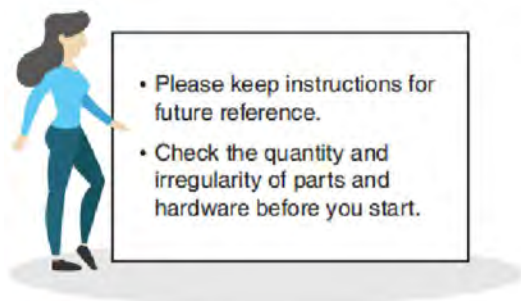 • Please keep instructions for
future reference.
• Check the quantity and
irregularity of parts and
hardware before you start.